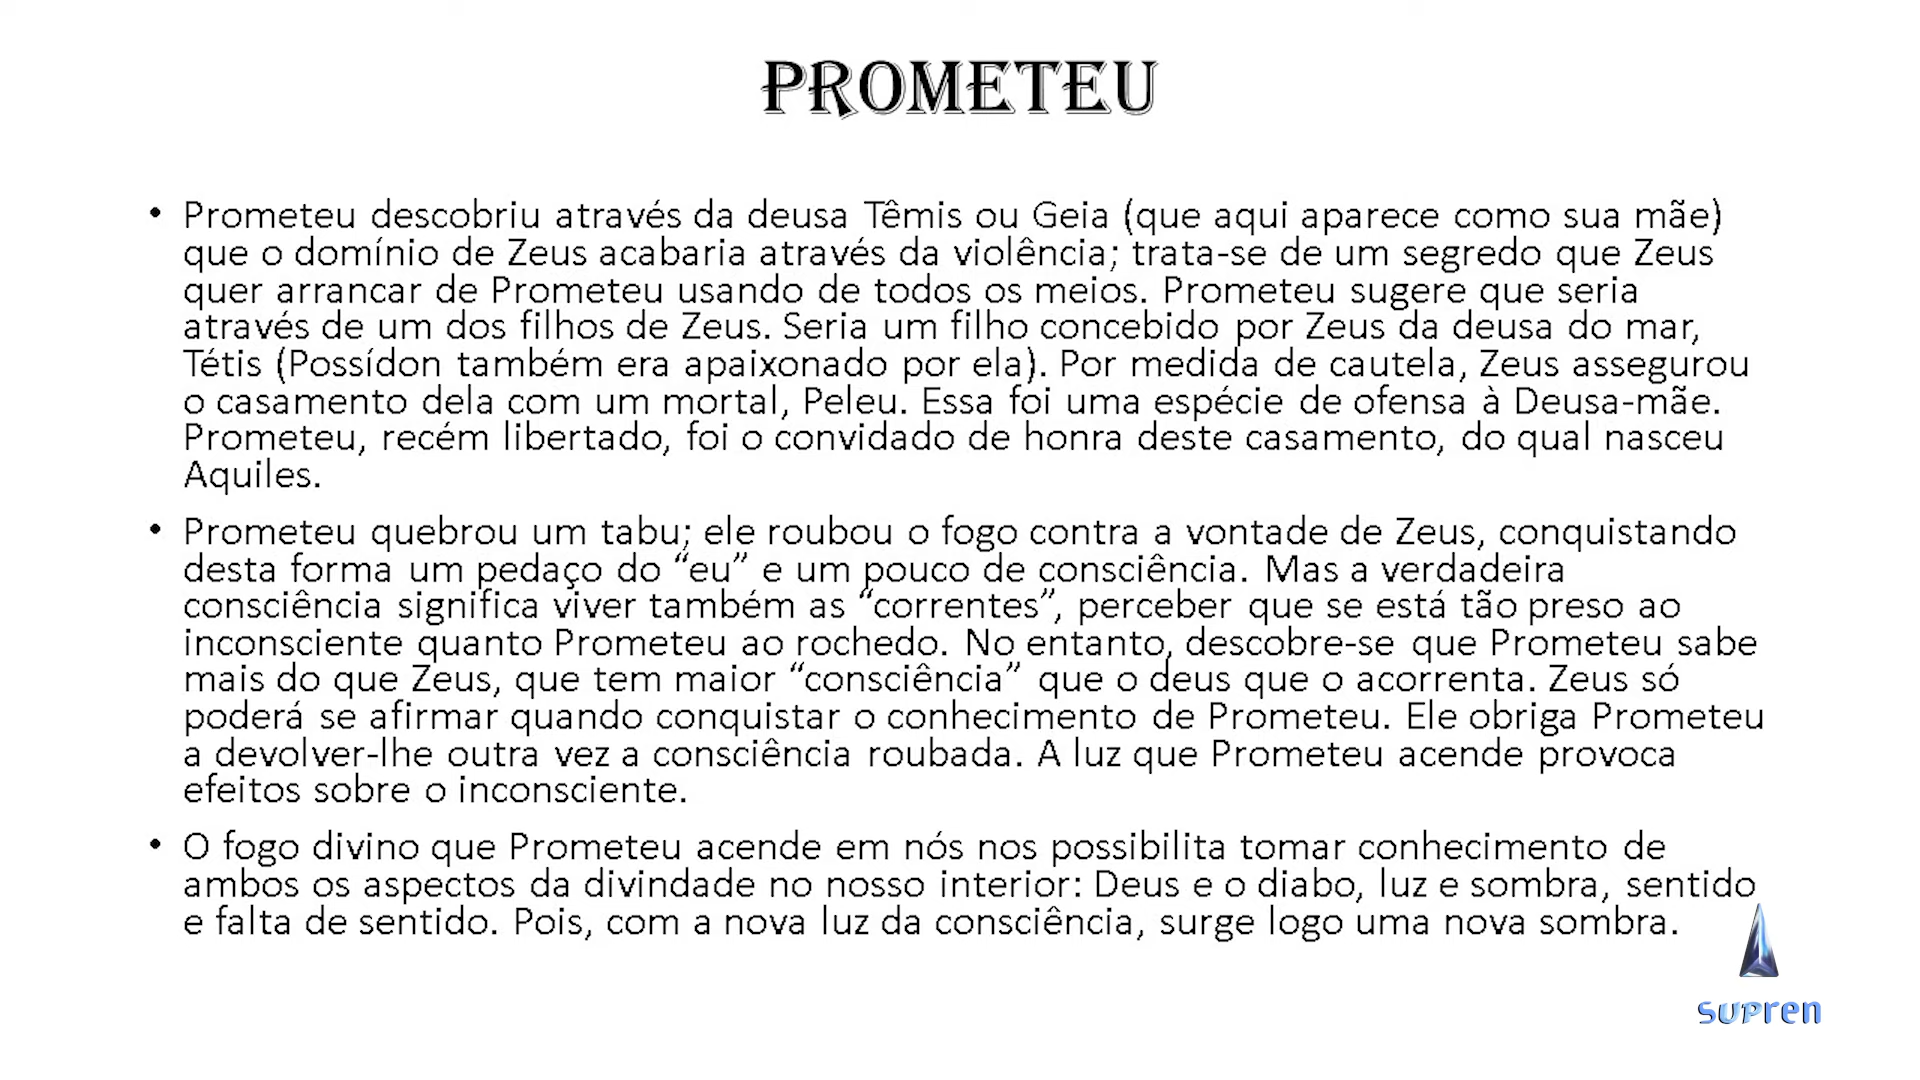 PROMETEU
• Prometeu descobriu através da deusa Têmis ou Geia (que aqui aparece como sua mãe)
que o domínio de Zeus acabaria através da violência; trata-se de um segredo que Zeus
quer arrancar de Prometeu usando de todos os meios. Prometeu sugere que seria
através de um dos filhos de Zeus. Seria um filho concebido por Zeus da deusa do mar,
Tétis (Possídon também era apaixonado por ela). Por medida de cautela, Zeus assegurou
o casamento dela com um mortal, Peleu. Essa foi uma espécie de ofensa à Deusa-mãe.
Prometeu, recém libertado, foi o convidado de honra deste casamento, do qual nasceu
Aquiles.
• Prometeu quebrou um tabu; ele roubou o fogo contra a vontade de Zeus, conquistando
desta forma um pedaço do “eu” e um pouco de consciência. Mas a verdadeira
consciência significa viver também as “correntes”, perceber que se está tão preso ao
inconsciente quanto Prometeu ao rochedo. No entanto, descobre-se que Prometeu sabe
mais do que Zeus, que tem maior “consciência” que o deus que o acorrenta. Zeus só
poderá se afirmar quando conquistar o conhecimento de Prometeu. Ele obriga Prometeu
a devolver-lhe outra vez a consciência roubada. A luz que Prometeu acende provoca
efeitos sobre o inconsciente.
• O fogo divino que Prometeu acende em nós nos possibilita tomar conhecimento de
ambos os aspectos da divindade no nosso interior: Deus e o diabo, luz e sombra, sentido
e falta de sentido. Pois, com a nova luz da consciência, surge logo uma nova sombra.
supren